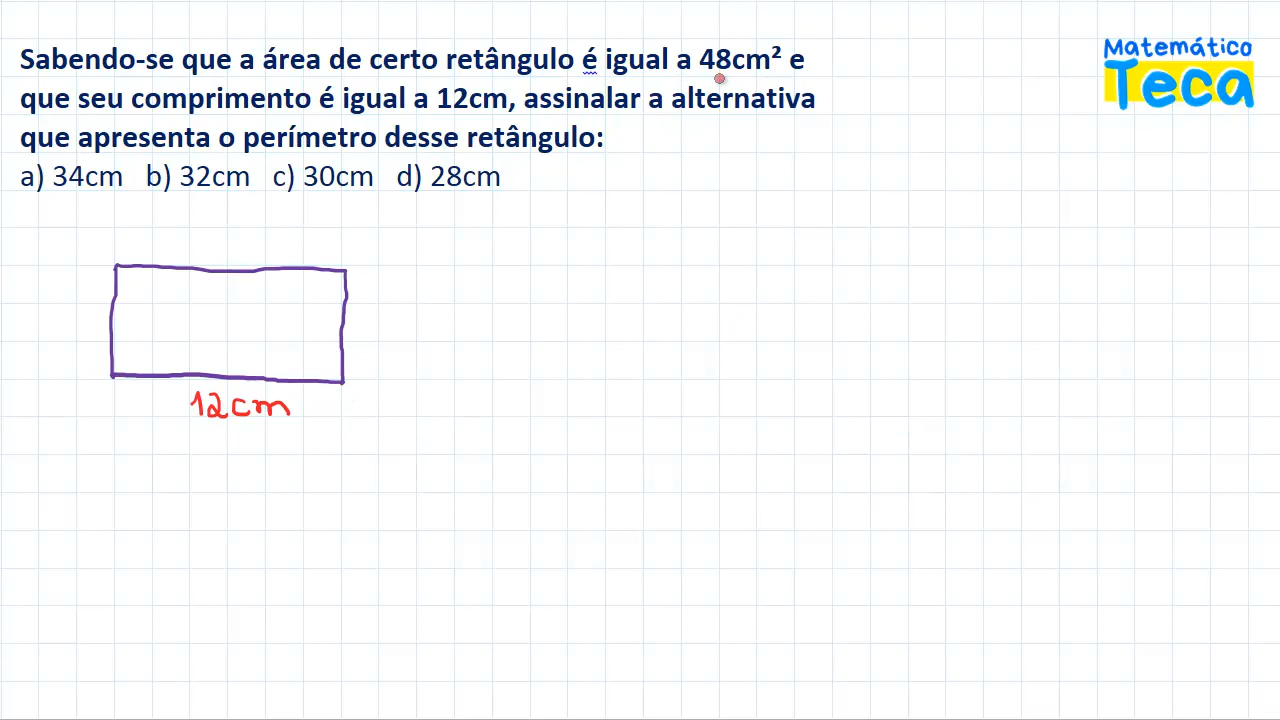 Sabendo-se que a área de certo retângulo é igual a 48cm² e
que seu comprimento é igual a 12cm, assinalar a alternativa
que apresenta o perímetro desse retângulo:
a) 34cm b) 32cm c) 30cm d) 28cm
Matemático
Teca
12cm